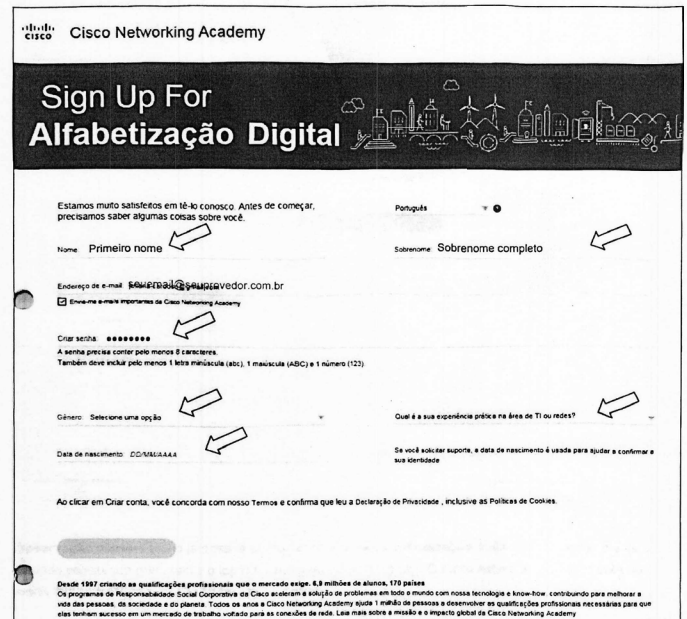 CISCO Cisco Networking Academy
Sign Up For
Alfabetização Digital
Estamos muito satisfeitos em tê-lo conosco. Antes de começar,
precisamos saber algumas coisas sobre você.
Português
Nome: Primeiro nome
Sobrenome: Sobrenome completo
Endereço de e-mail: seuemail@seuprovedor.com.br
Envie-me e-mails importantes da Cisco Networking Academy
Criar senha: ●●●●●●●●
A senha precisa conter pelo menos 8 caracteres.
Também deve incluir pelo menos 1 letra minúscula (abc), 1 maiúscula (ABC) e 1 número (123)
Gênero: Selecione uma opção
Qual é a sua experiência prática na área de TI ou redes?
Data de nascimento: DD/MM/AAAA
Se você solicitar suporte, a data de nascimento é usada para ajudar a confirmar a
sua identidade
Ao clicar em Criar conta, você concorda com nosso Termos e confirma que leu a Declaração de Privacidade , inclusive as Políticas de Cookies.
Desde 1997 criando as qualificações profissionais que o mercado exige. 6,9 milhões de alunos, 170 países
Os programas de Responsabilidade Social Corporativa da Cisco aceleram a solução de problemas em todo o mundo com nossa tecnologia e know-how, contribuindo para melhorar a
vida das pessoas, da sociedade e do planeta. Todos os anos a Cisco Networking Academy ajuda 1 milhão de pessoas a desenvolver as qualificações profissionais necessárias para que
elas tenham sucesso em um mercado de trabalho voltado para as conexões de rede. Leia mais sobre a missão e o impacto global da Cisco Networking Academy